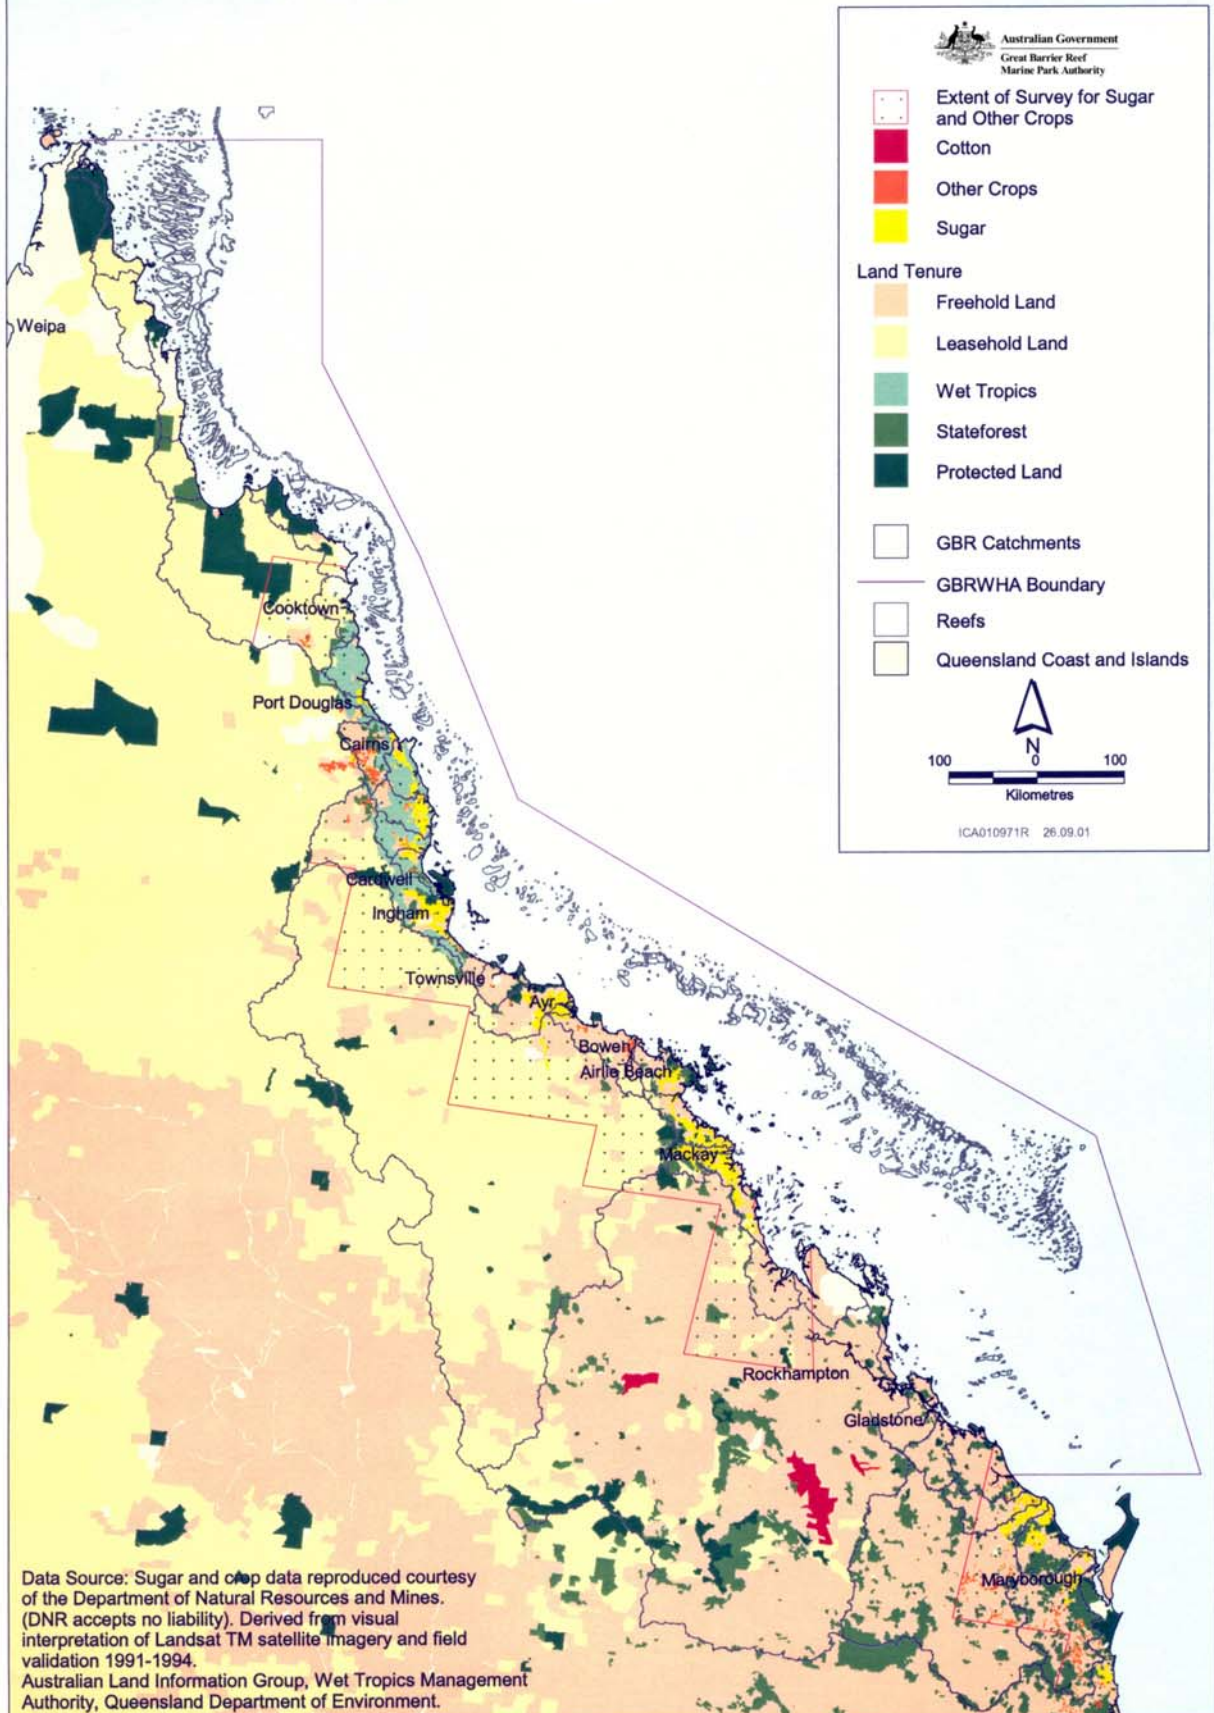 Australian Government
Great Barrier Reef
Marine Park Authority
Extent of Survey for Sugar
and Other Crops
Cotton
Other Crops
Sugar
Land Tenure
Freehold Land
Leasehold Land
Wet Tropics
Stateforest
Protected Land
GBR Catchments
GBRWHA Boundary
Reefs
Queensland Coast and Islands
N
100 0 100
Kilometres
ICA010971R 26.09.01
Weipa
Cooktown
Port Douglas
Cairns
Cardwell
Ingham
Townsville
Ayr
Bowen
Airlie Beach
Mackay
Rockhampton
Gladstone
Maryborough
Data Source: Sugar and crop data reproduced courtesy
of the Department of Natural Resources and Mines.
(DNR accepts no liability). Derived from visual
interpretation of Landsat TM satellite imagery and field
validation 1991-1994.
Australian Land Information Group, Wet Tropics Management
Authority, Queensland Department of Environment.